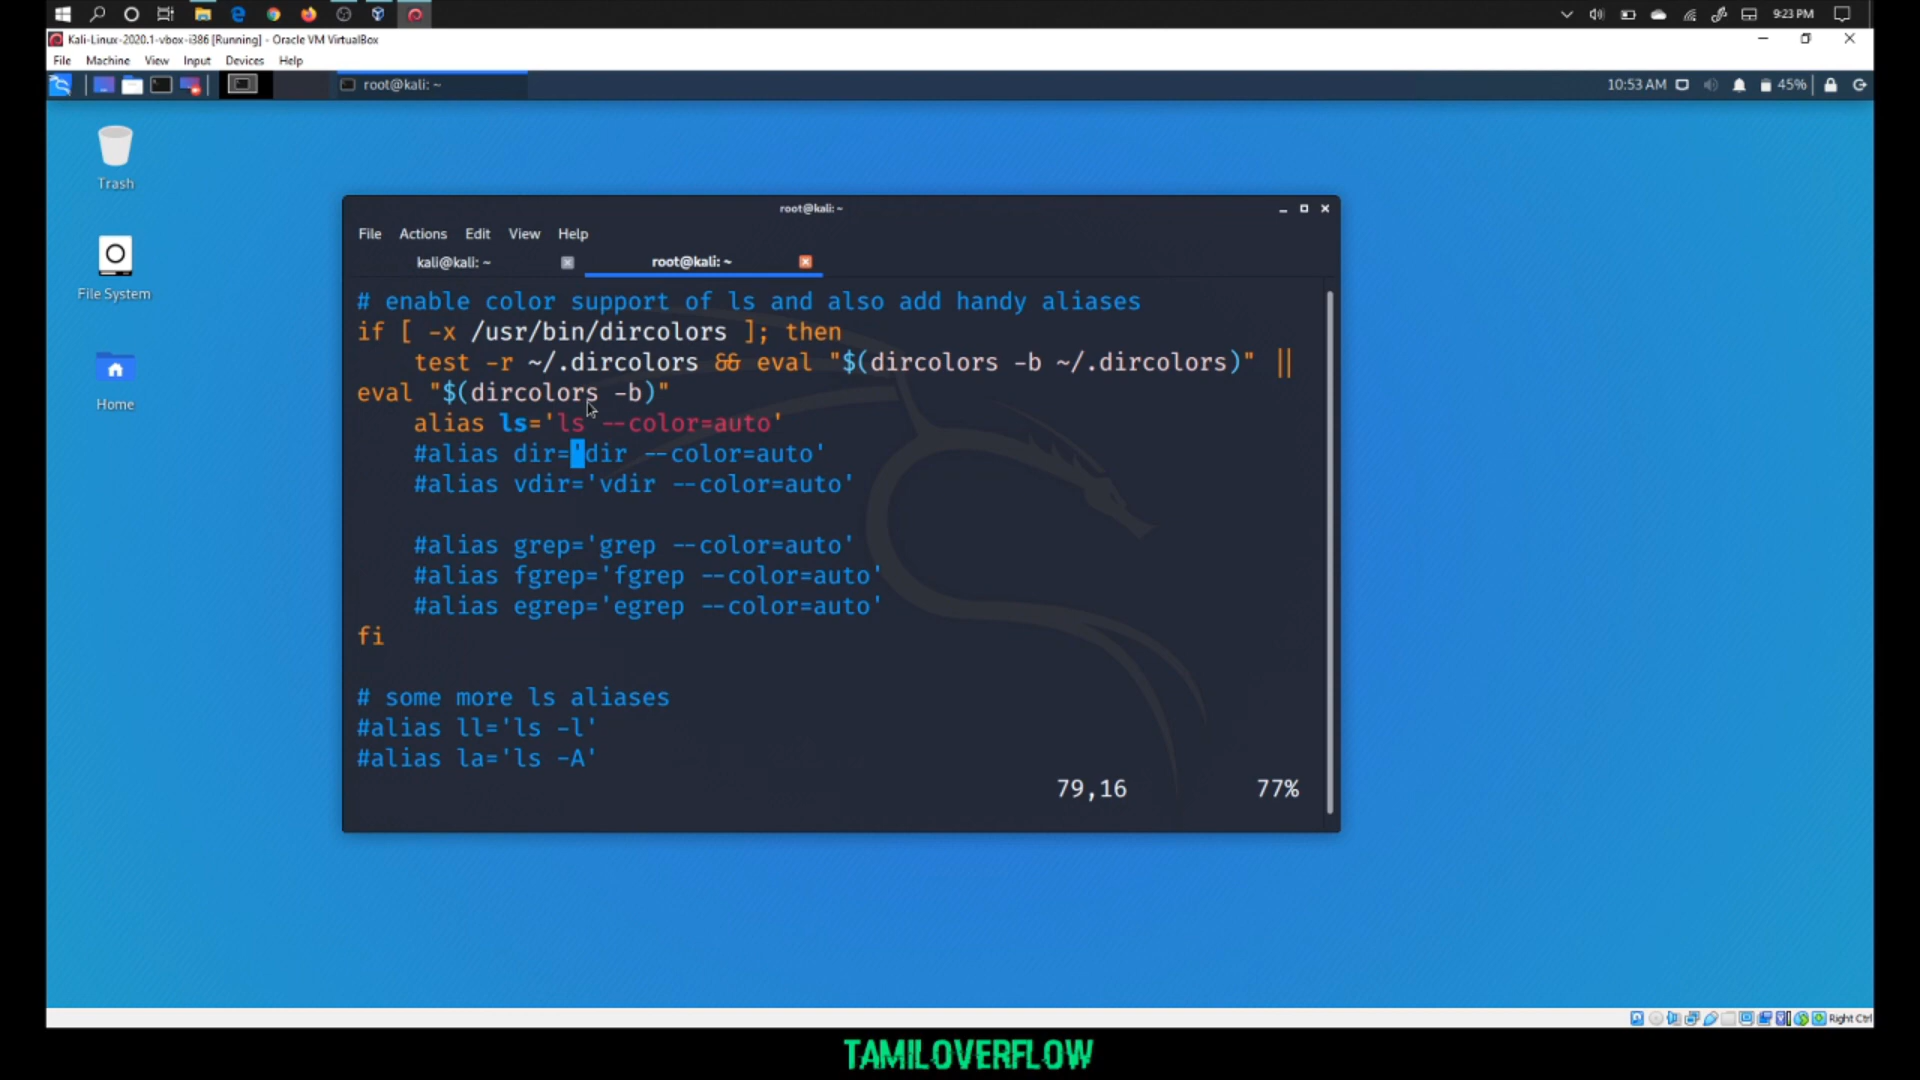 9:23 PM
Kali-Linux-2020.1-vbox-i386 [Running] - Oracle VM VirtualBox
File Machine View Input Devices Help
root@kali: ~
10:53 AM
45%
Trash
File System
Home
root@kali: ~
File Actions Edit View Help
kali@kali: ~
root@kali: ~
# enable color support of ls and also add handy aliases
if [ -x /usr/bin/dircolors ]; then
    test -r ~/.dircolors && eval "$(dircolors -b ~/.dircolors)" ||
eval "$(dircolors -b)"
    alias ls='ls --color=auto'
    #alias dir='dir --color=auto'
    #alias vdir='vdir --color=auto'
    #alias grep='grep --color=auto'
    #alias fgrep='fgrep --color=auto'
    #alias egrep='egrep --color=auto'
fi
# some more ls aliases
#alias ll='ls -l'
#alias la='ls -A'
79,16 77%
Right Ctrl
TAMILOVERFLOW